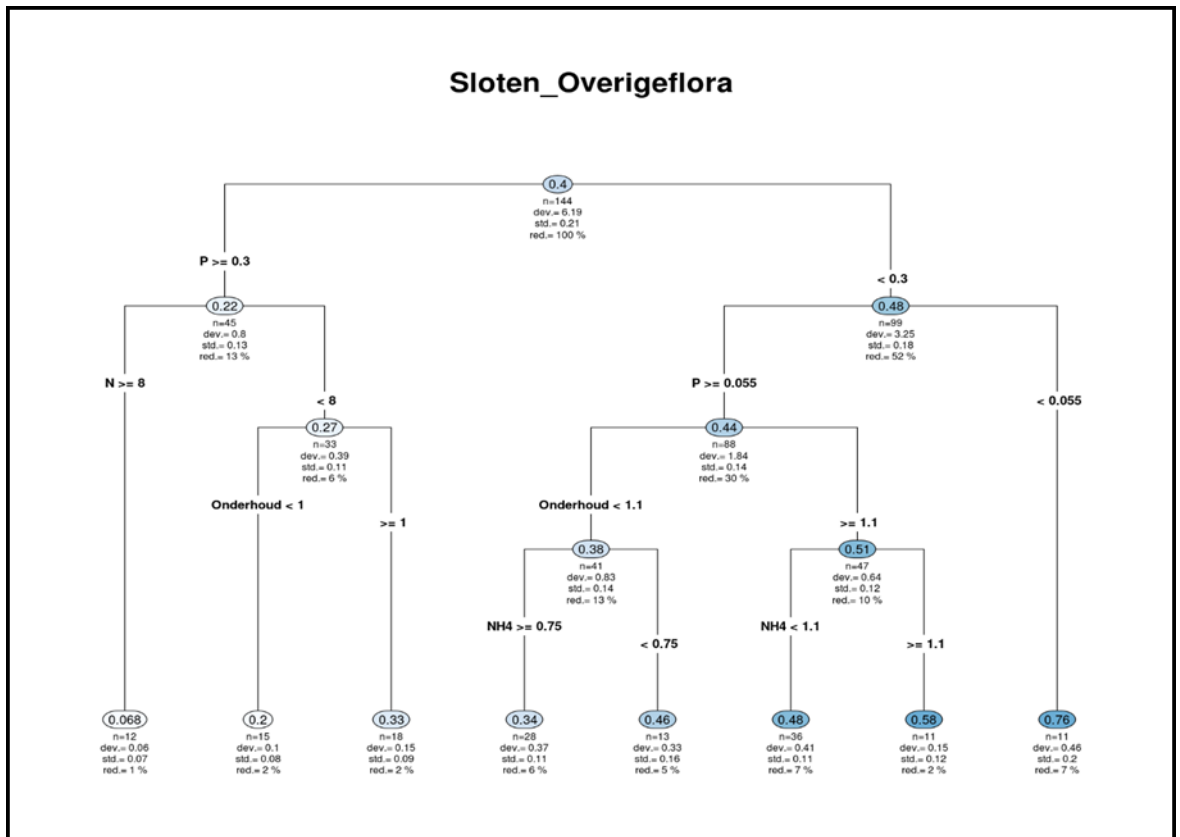 Sloten_Overigeflora
0.4
n=144
dev.= 6.19
std.= 0.21
red.= 100 %
P >= 0.3
< 0.3
0.22
n=45
dev.= 0.8
std.= 0.13
red.= 13 %
0.48
n=99
dev.= 3.25
std.= 0.18
red.= 52 %
N >= 8
< 8
P >= 0.055
< 0.055
0.27
n=33
dev.= 0.39
std.= 0.11
red.= 6 %
0.44
n=88
dev.= 1.84
std.= 0.14
red.= 30 %
Onderhoud < 1
>= 1
Onderhoud < 1.1
>= 1.1
0.38
n=41
dev.= 0.83
std.= 0.14
red.= 13 %
0.51
n=47
dev.= 0.64
std.= 0.12
red.= 10 %
NH4 >= 0.75
< 0.75
NH4 < 1.1
>= 1.1
0.068
n=12
dev.= 0.06
std.= 0.07
red.= 1 %
0.2
n=15
dev.= 0.1
std.= 0.08
red.= 2 %
0.33
n=18
dev.= 0.15
std.= 0.09
red.= 2 %
0.34
n=28
dev.= 0.37
std.= 0.11
red.= 6 %
0.46
n=13
dev.= 0.33
std.= 0.16
red.= 5 %
0.48
n=36
dev.= 0.41
std.= 0.11
red.= 7 %
0.58
n=11
dev.= 0.15
std.= 0.12
red.= 2 %
0.76
n=11
dev.= 0.46
std.= 0.2
red.= 7 %